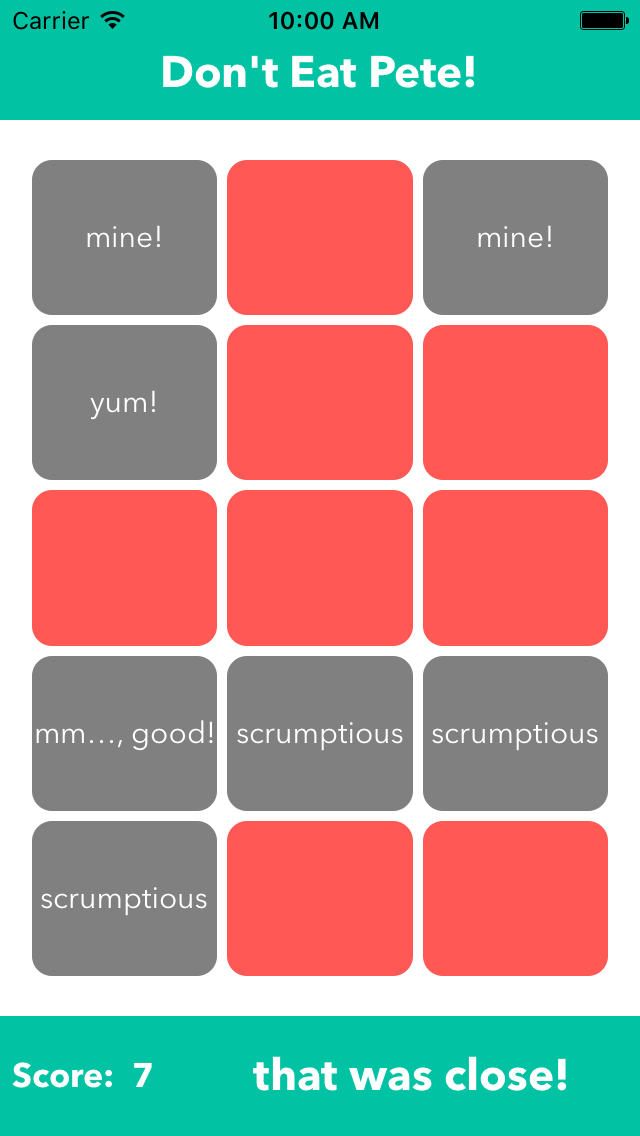 Carrier 10:00 AM
Don't Eat Pete!
mine! mine!
yum!
mm..., good! scrumptious scrumptious
scrumptious
Score: 7 that was close!